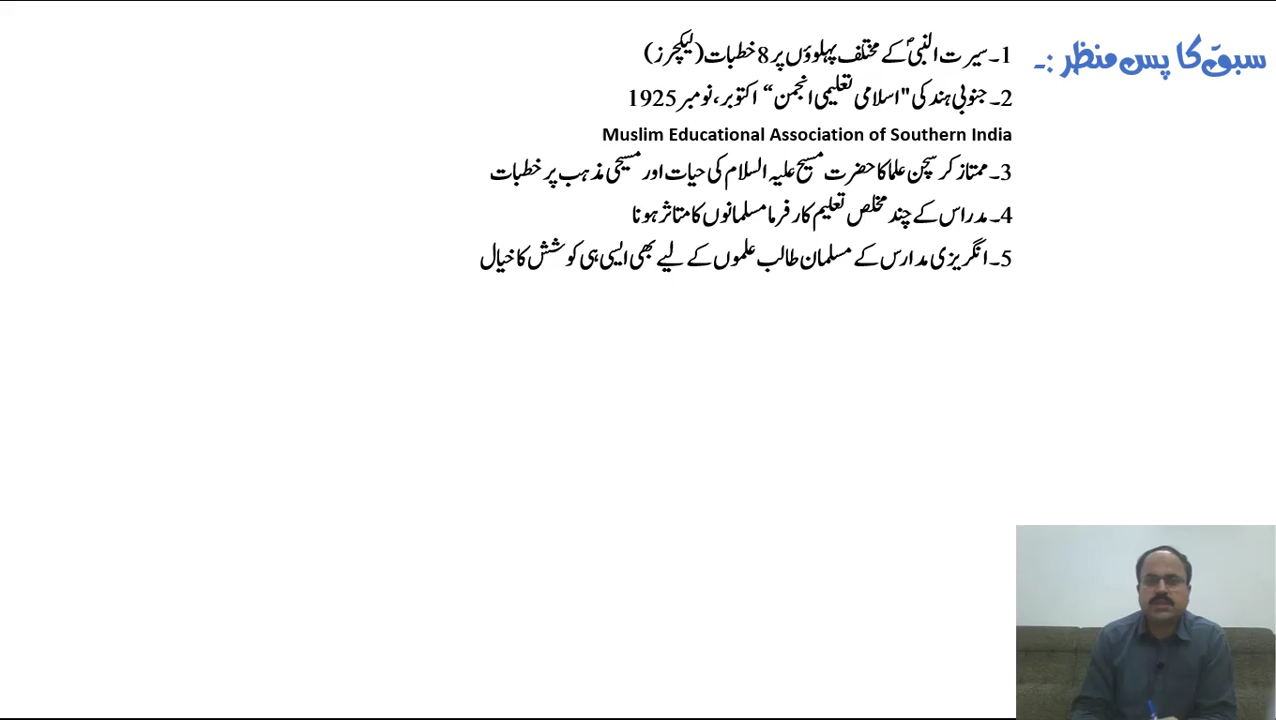 سبق کا پس منظر :۔
1۔ سیرت النبیؐ کے مختلف پہلوؤں پر 8 خطبات (لیکچرز)
2۔ جنوبی ہند کی "اسلامی تعلیمی انجمن“ اکتوبر، نومبر 1925
Muslim Educational Association of Southern India
3۔ ممتاز کرسچن علما کا حضرت مسیح علیہ السلام کی حیات اور مسیحی مذہب پر خطبات
4۔ مدراس کے چند مخلص تعلیم کار فرما مسلمانوں کا متاثر ہونا
5۔ انگریزی مدارس کے مسلمان طالب علموں کے لیے بھی ایسی ہی کوشش کا خیال